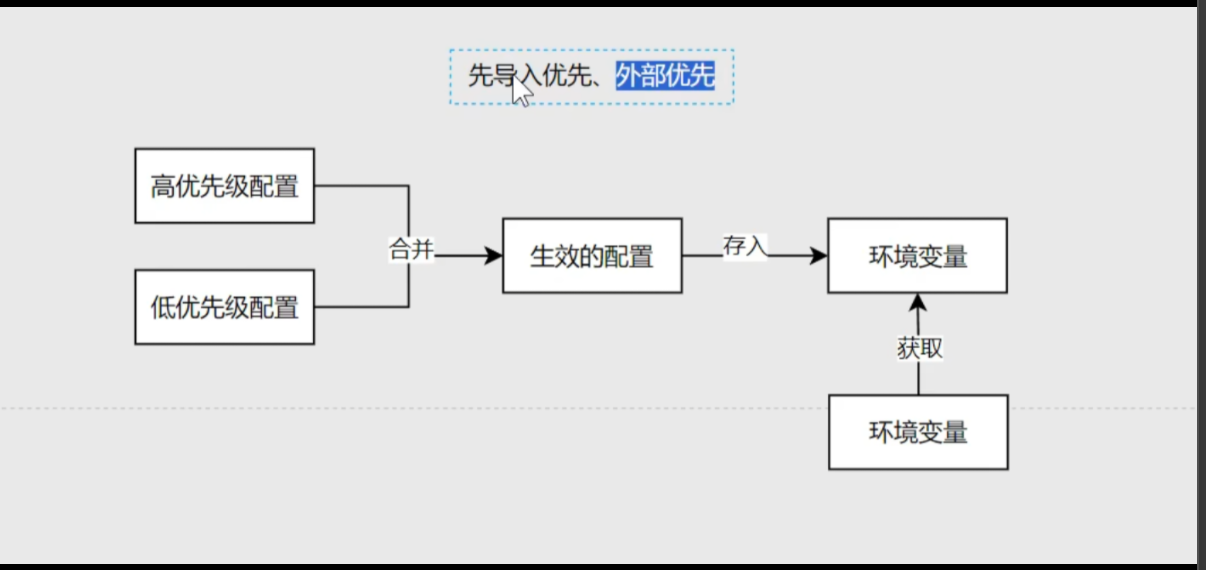 先导入优先、外部优先
高优先级配置
低优先级配置
合并
生效的配置
存入
环境变量
获取
环境变量